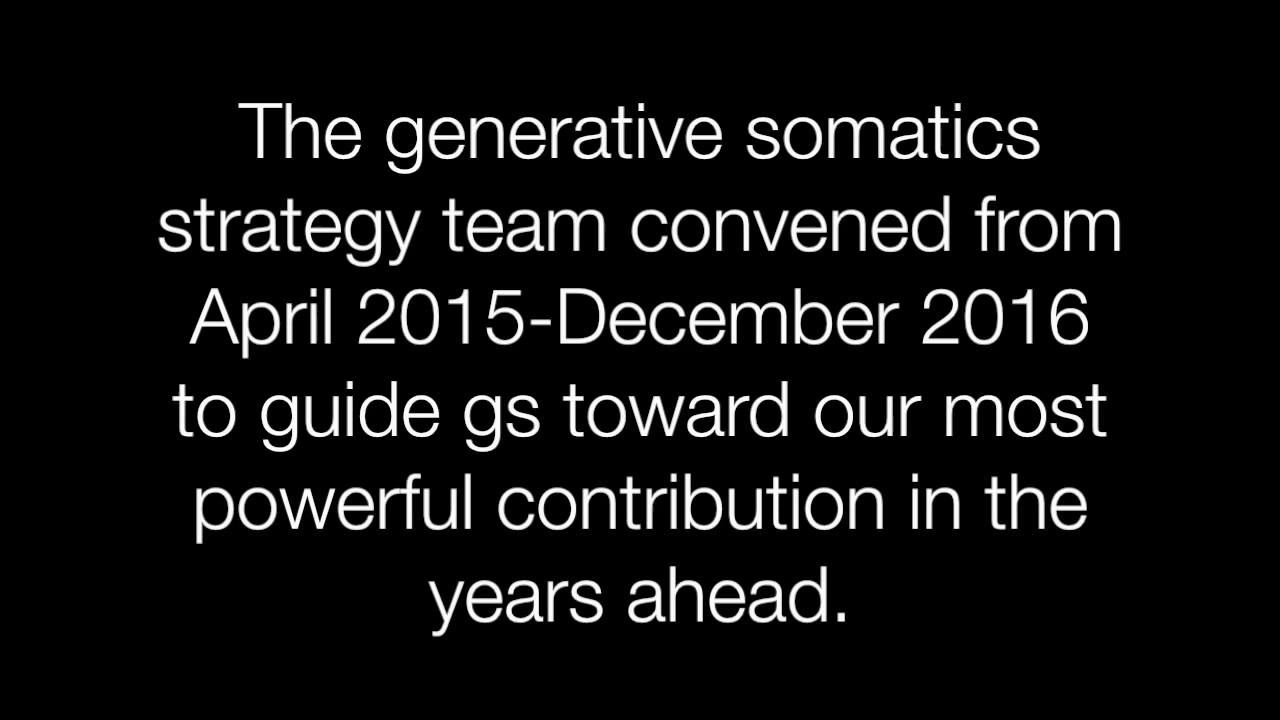 The generative somatics
strategy team convened from
April 2015-December 2016
to guide gs toward our most
powerful contribution in the
years ahead.